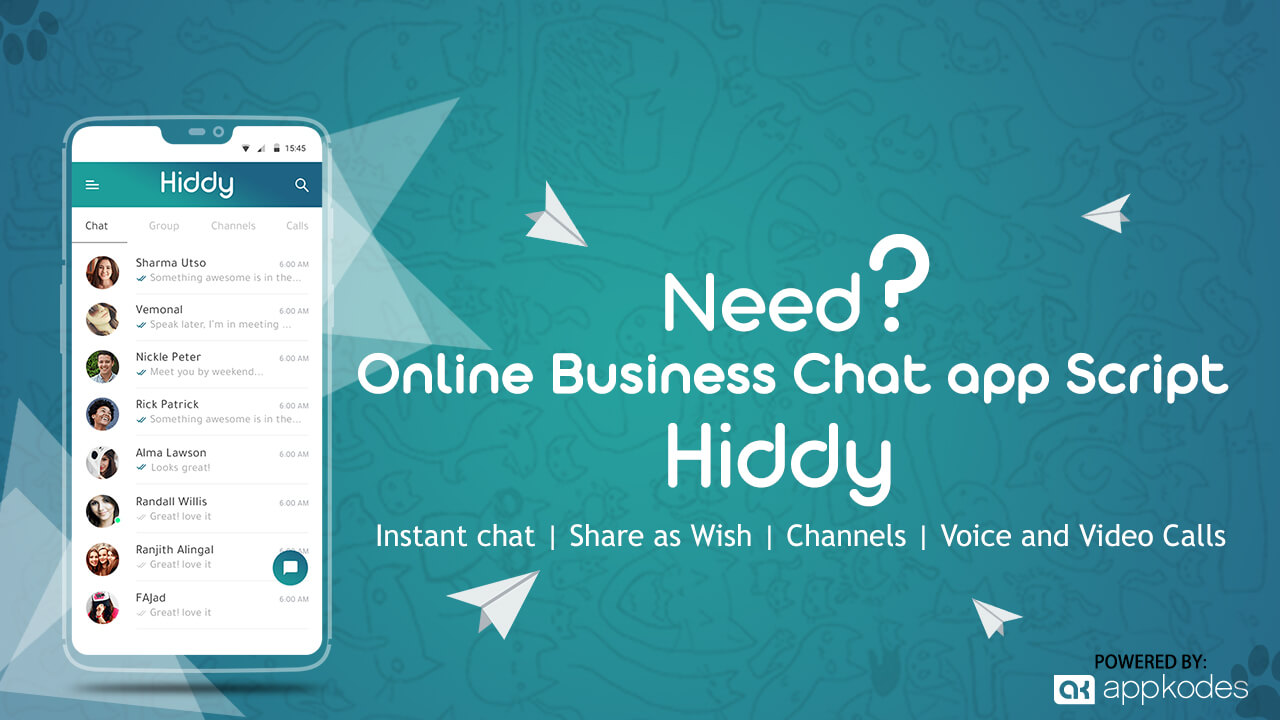 15:45
Hiddy
Chat Group Channels Calls
Sharma Utso 6:00 AM
Something awesome is in the...
Vemonal 6:00 AM
Speak later, I'm in meeting ...
Nickle Peter 6:00 AM
Meet you by weekend...
Rick Patrick 6:00 AM
Something awesome is in the...
Alma Lawson 6:00 AM
Looks great!
Randall Willis 6:00 AM
Great! love it
Ranjith Alingal
Great! love it
FAJad 6:00 AM
Great! love it
Need?
Online Business Chat app Script
Hiddy
Instant chat | Share as Wish | Channels | Voice and Video Calls
POWERED BY:
ak appkodes